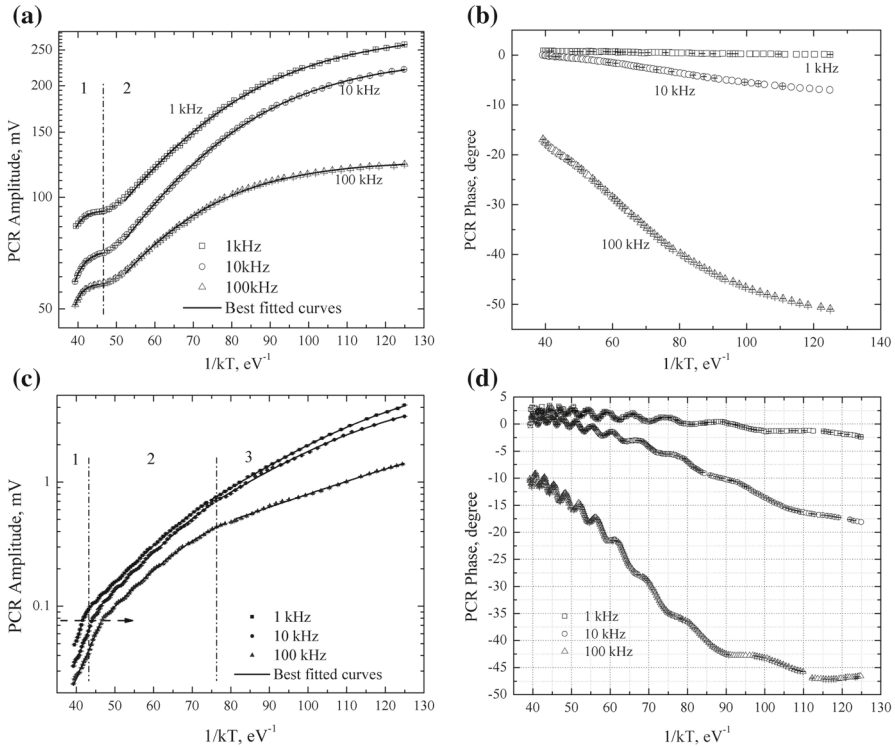 (a)
250
200
150
100
50
PCR Amplitude, mV
1
2
1 kHz
10 kHz
100 kHz
1kHz
10kHz
100kHz
Best fitted curves
40 50 60 70 80 90 100 110 120 130
1/kT, eV-1
(b)
0
-10
-20
-30
-40
-50
PCR Phase, degree
1 kHz
10 kHz
100 kHz
40 60 80 100 120 140
1/kT, eV-1
(c)
1
0.1
PCR Amplitude, mV
1
2
3
1 kHz
10 kHz
100 kHz
Best fitted curves
40 50 60 70 80 90 100 110 120 130
1/kT, eV-1
(d)
5
0
-5
-10
-15
-20
-25
-30
-35
-40
-45
-50
PCR Phase, degree
1 kHz
10 kHz
100 kHz
40 50 60 70 80 90 100 110 120 130
1/kT, eV-1